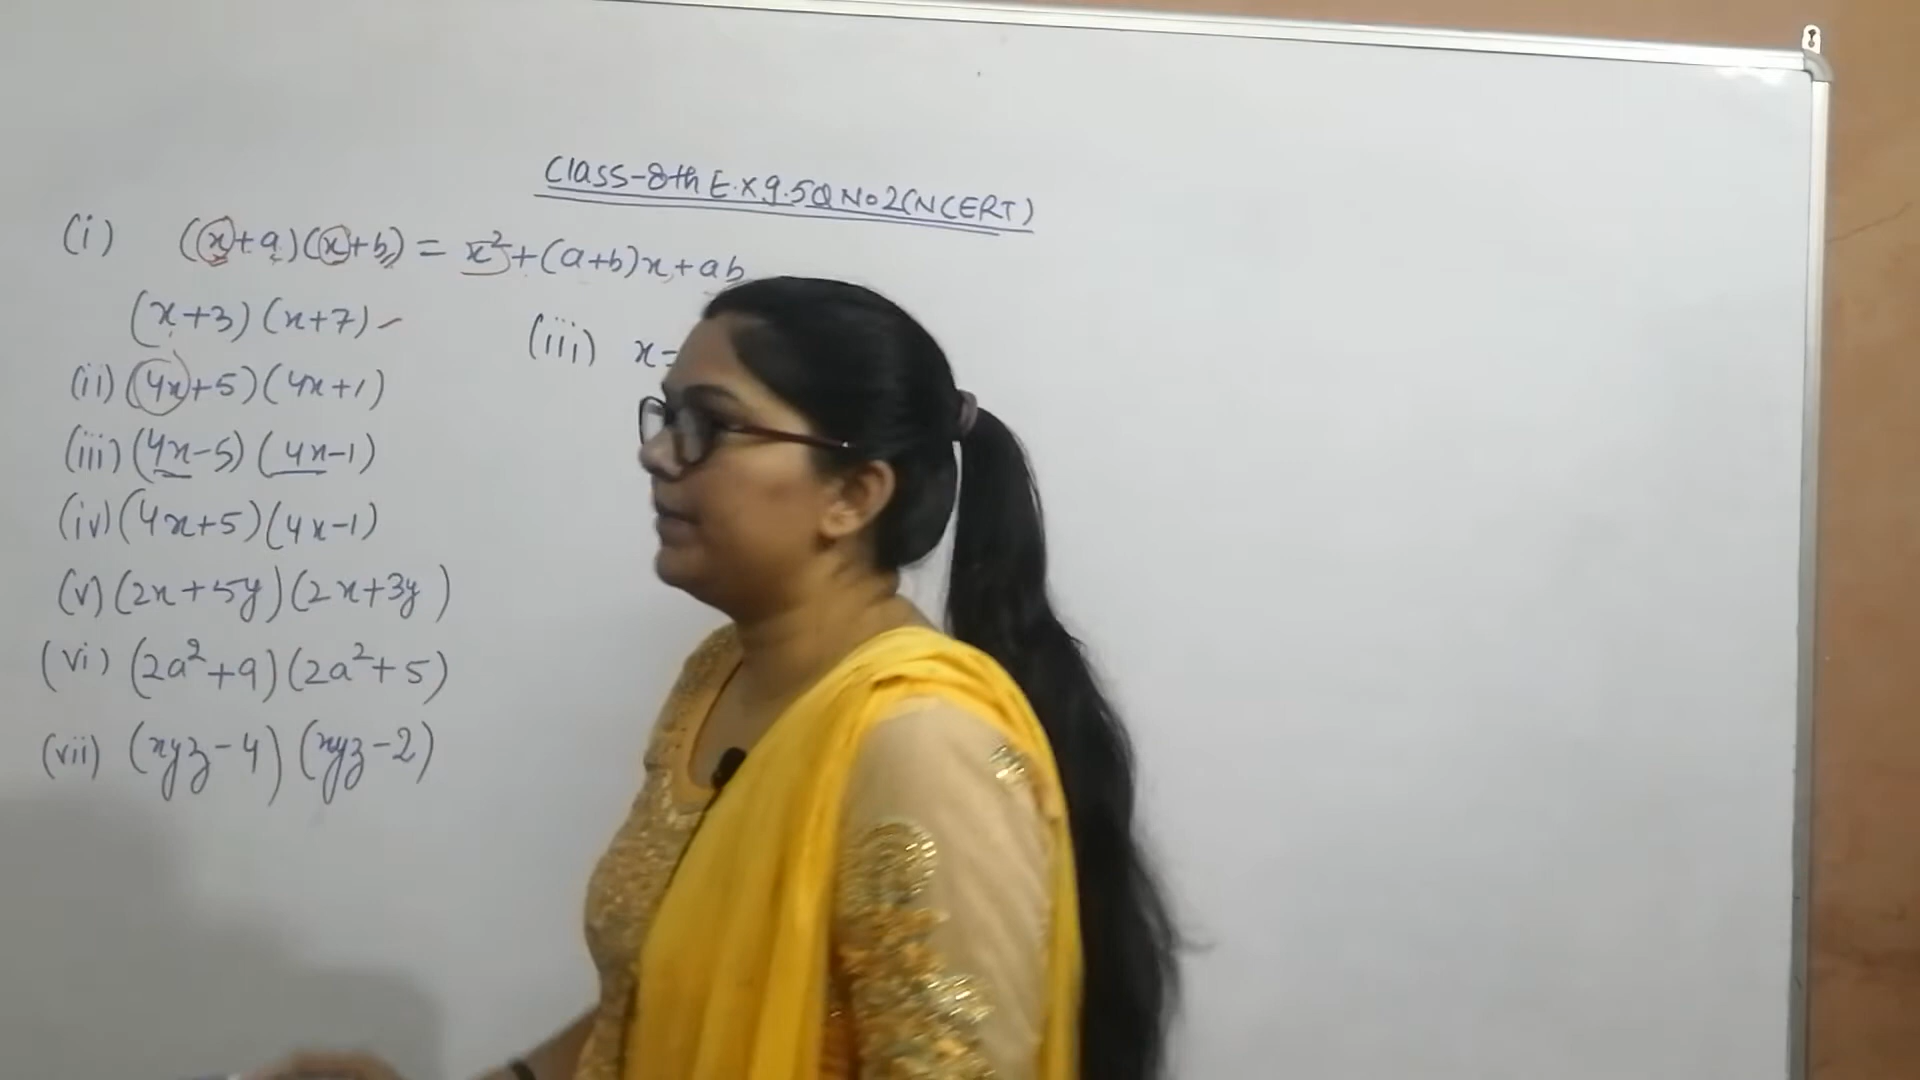 Class-8th E.x 9.5 Q No 2 (NCERT)
(i) (x+a)(x+b) = x²+(a+b)x+ab
(x+3)(x+7)
(ii) (4x+5)(4x+1)
(iii) (4x-5)(4x-1)
(iv) (4x+5)(4x-1)
(v) (2x+5y)(2x+3y)
(vi) (2a²+9)(2a²+5)
(vii) (xyz-4)(xyz-2)
(iii) x=